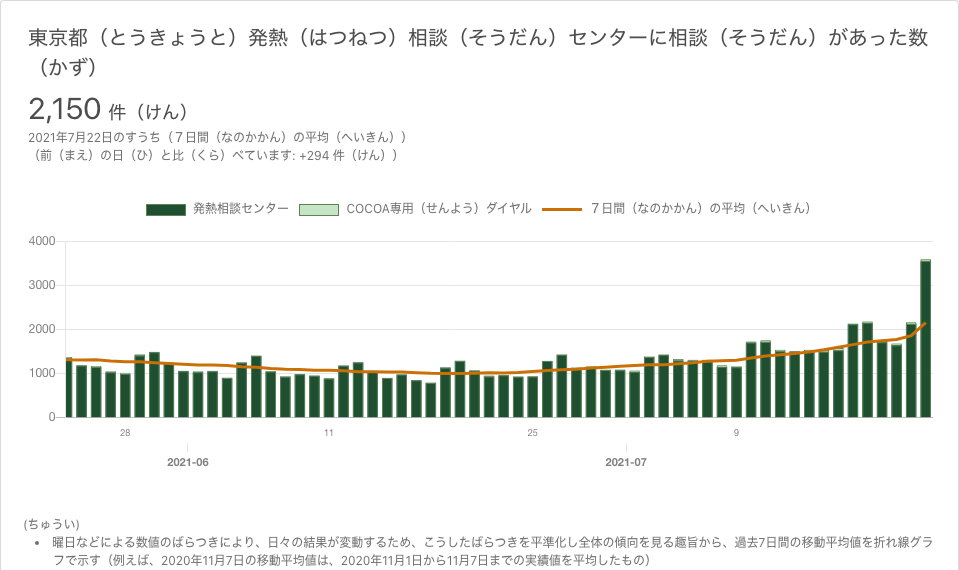 東京都（とうきょうと）発熱（はつねつ）相談（そうだん）センターに相談（そうだん）があった数
（かず）
2,150 件（けん）
2021年7月22日のすうち（７日間（なのかかん）の平均（へいきん））
（前（まえ）の日（ひ）と比（くら）べています: +294 件（けん））
発熱相談センター COCOA専用（せんよう）ダイヤル ７日間（なのかかん）の平均（へいきん）
4000
3000
2000
1000
0
28 11 25 9
2021-06 2021-07
(ちゅうい)
• 曜日などによる数値のばらつきにより、日々の結果が変動するため、こうしたばらつきを平準化し全体の傾向を見る趣旨から、過去7日間の移動平均値を折れ線グラ
フで示す（例えば、2020年11月7日の移動平均値は、2020年11月1日から11月7日までの実績値を平均したもの）